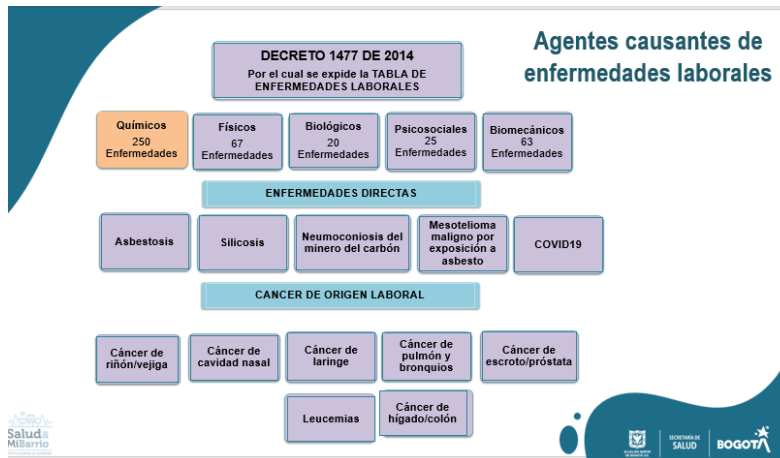 Agentes causantes de
enfermedades laborales
DECRETO 1477 DE 2014
Por el cual se expide la TABLA DE
ENFERMEDADES LABORALES
Químicos
250
Enfermedades
Físicos
67
Enfermedades
Biológicos
20
Enfermedades
Psicosociales
25
Enfermedades
Biomecánicos
63
Enfermedades
ENFERMEDADES DIRECTAS
Asbestosis
Silicosis
Neumoconiosis del
minero del carbón
Mesotelioma
maligno por
exposición a
asbesto
COVID19
CANCER DE ORIGEN LABORAL
Cáncer de
riñón/vejiga
Cáncer de
cavidad nasal
Cáncer de
laringe
Cáncer de
pulmón y
bronquios
Cáncer de
escroto/próstata
Leucemias
Cáncer de
hígado/colón
Saluda
MiBarrio
SECRETARÍA DE
SALUD
BOGOTÁ